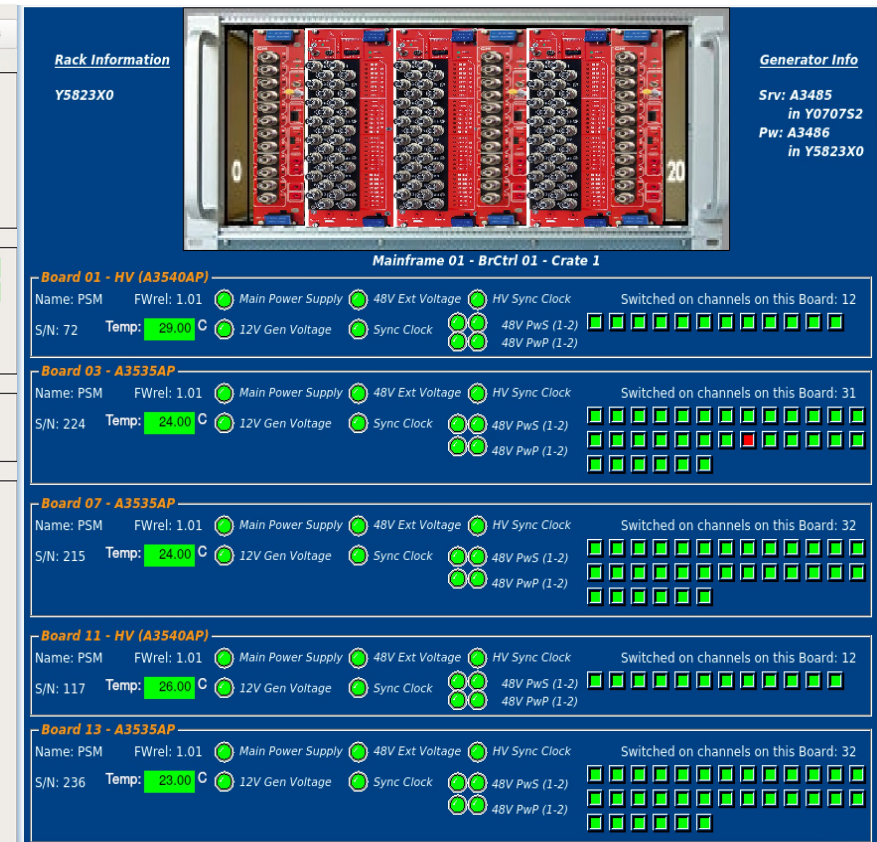 Rack Information
Y5823X0
Generator Info
Srv: A3485
in Y0707S2
Pw: A3486
in Y5823X0
0
20
Mainframe 01 - BrCtrl 01 - Crate 1
Board 01 - HV (A3540AP)
Name: PSM FWrel: 1.01 Main Power Supply 48V Ext Voltage HV Sync Clock Switched on channels on this Board: 12
S/N: 72 Temp: 29.00 C 12V Gen Voltage Sync Clock 48V PwS (1-2)
48V PwP (1-2)
Board 03 - A3535AP
Name: PSM FWrel: 1.01 Main Power Supply 48V Ext Voltage HV Sync Clock Switched on channels on this Board: 31
S/N: 224 Temp: 24.00 C 12V Gen Voltage Sync Clock 48V PwS (1-2)
48V PwP (1-2)
Board 07 - A3535AP
Name: PSM FWrel: 1.01 Main Power Supply 48V Ext Voltage HV Sync Clock Switched on channels on this Board: 32
S/N: 215 Temp: 24.00 C 12V Gen Voltage Sync Clock 48V PwS (1-2)
48V PwP (1-2)
Board 11 - HV (A3540AP)
Name: PSM FWrel: 1.01 Main Power Supply 48V Ext Voltage HV Sync Clock Switched on channels on this Board: 12
S/N: 117 Temp: 26.00 C 12V Gen Voltage Sync Clock 48V PwS (1-2)
48V PwP (1-2)
Board 13 - A3535AP
Name: PSM FWrel: 1.01 Main Power Supply 48V Ext Voltage HV Sync Clock Switched on channels on this Board: 32
S/N: 236 Temp: 23.00 C 12V Gen Voltage Sync Clock 48V PwS (1-2)
48V PwP (1-2)